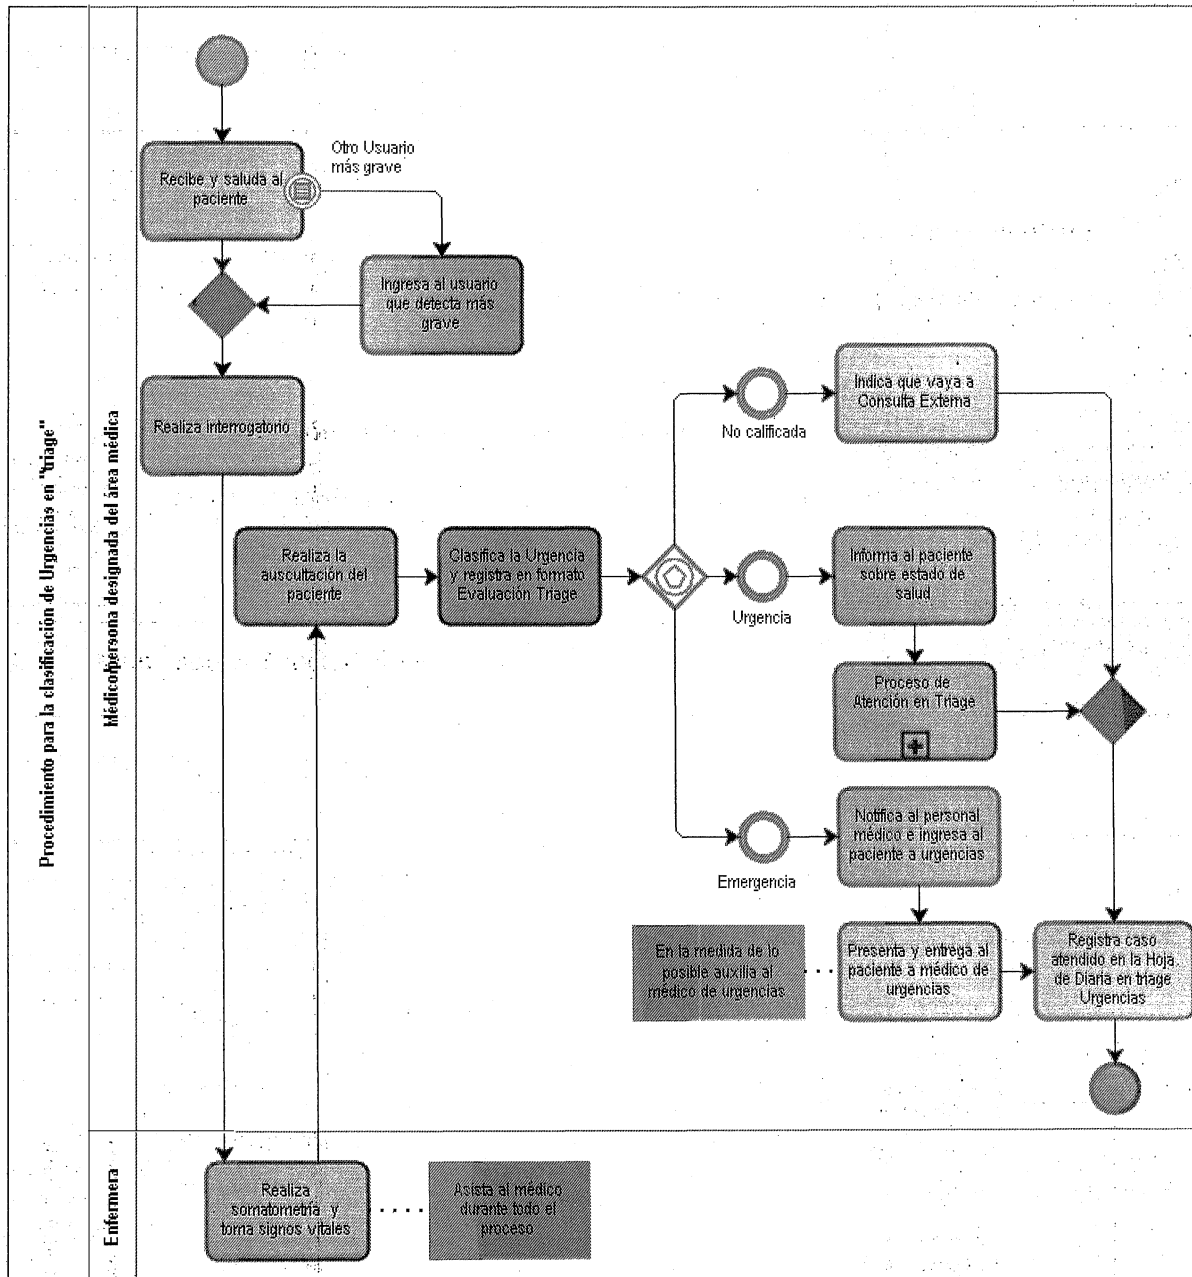 Procedimiento para la clasificación de Urgencias en "triage"
Médico/persona designada del área médica
Recibe y saluda al
paciente
Otro Usuario
más grave
Ingresa al usuario
que detecta más
grave
Realiza interrogatorio
Realiza la
auscultación del
paciente
Clasifica la Urgencia
y registra en formato
Evaluación Triage
No calificada
Indica que vaya a
Consulta Externa
Urgencia
Informa al paciente
sobre estado de
salud
Proceso de
Atención en Triage
Emergencia
Notifica al personal
médico e ingresa al
paciente a urgencias
En la medida de lo
posible auxilia al
médico de urgencias
Presenta y entrega al
paciente a médico de
urgencias
Registra caso
atendido en la Hoja
de Diaria en triage
Urgencias
Enfermera
Realiza
somatometría y
toma signos vitales
Asista al médico
durante todo el
proceso